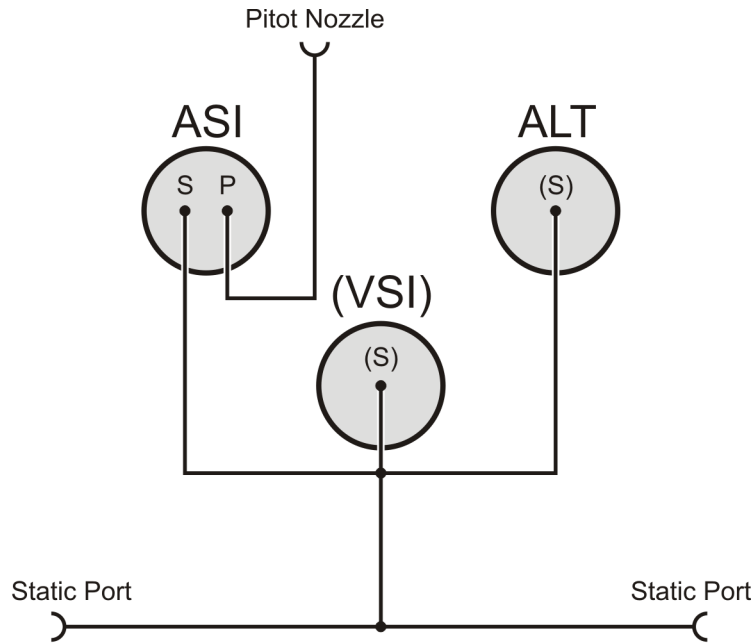 Pitot Nozzle
ASI
ALT
S P
(S)
(VSI)
(S)
Static Port
Static Port